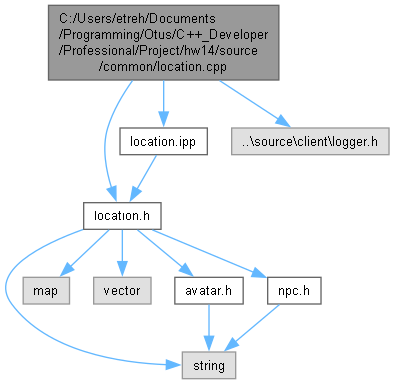 C:/Users/etreh/Documents
/Programming/Otus/C++_Developer
/Professional/Project/hw14/source
/common/location.cpp
location.ipp
..\source\client\logger.h
location.h
map
vector
avatar.h
npc.h
string